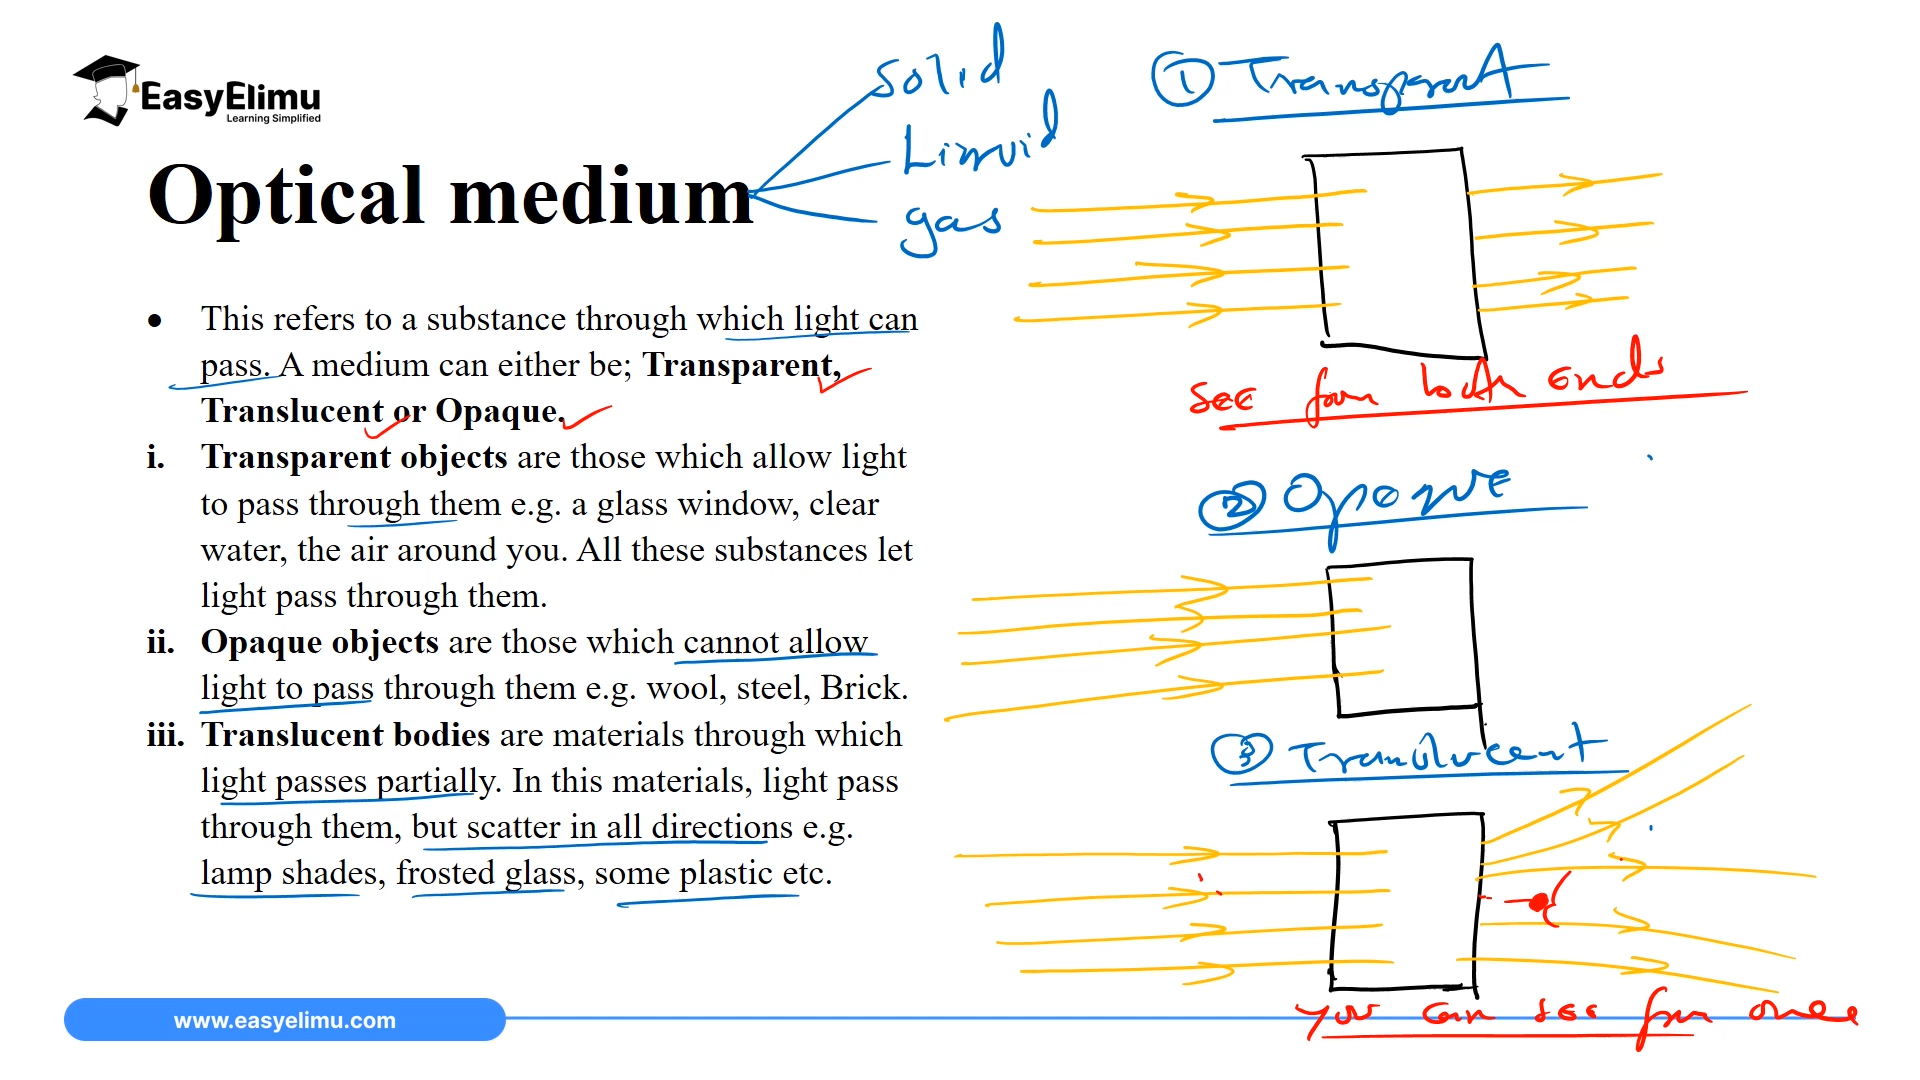 EasyElimu
Learning Simplified
Optical medium
solid
Liquid
gas
• This refers to a substance through which light can
pass. A medium can either be; Transparent,
Translucent or Opaque.
i. Transparent objects are those which allow light
to pass through them e.g. a glass window, clear
water, the air around you. All these substances let
light pass through them.
ii. Opaque objects are those which cannot allow
light to pass through them e.g. wool, steel, Brick.
iii. Translucent bodies are materials through which
light passes partially. In this materials, light pass
through them, but scatter in all directions e.g.
lamp shades, frosted glass, some plastic etc.
www.easyelimu.com
① Transparent
See from both ends
② Opaque
③ Translucent
you can see from